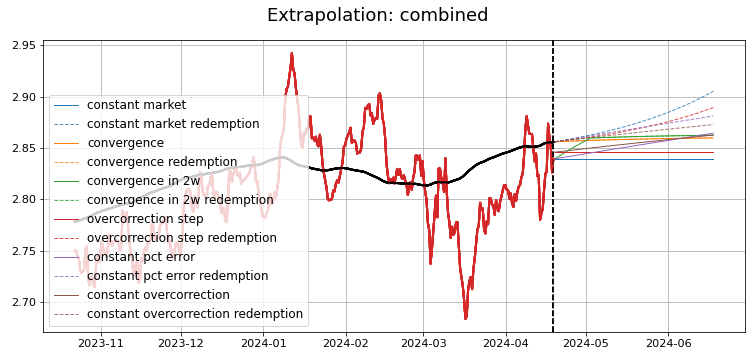 Extrapolation: combined
2.95
2.90
2.85
2.80
2.75
2.70
constant market
constant market redemption
convergence
convergence redemption
convergence in 2w
convergence in 2w redemption
overcorrection step
overcorrection step redemption
constant pct error
constant pct error redemption
constant overcorrection
constant overcorrection redemption
2023-11 2023-12 2024-01 2024-02 2024-03 2024-04 2024-05 2024-06